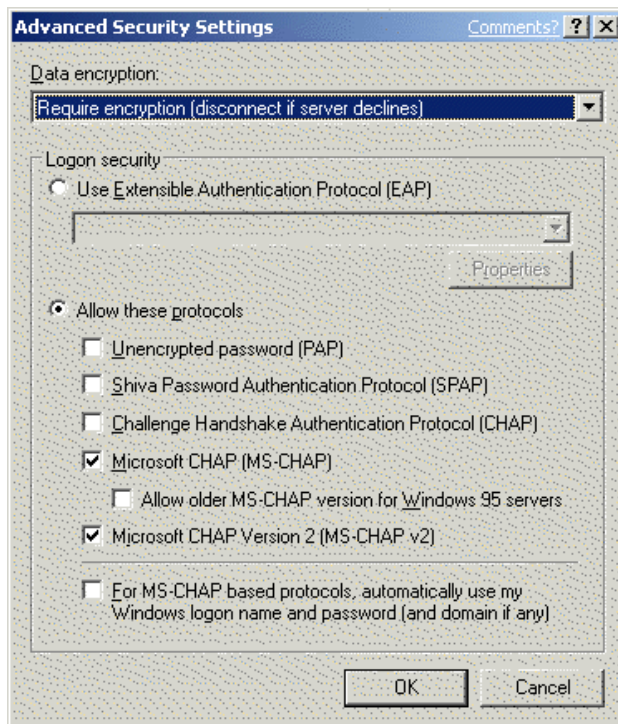 Advanced Security Settings Comments? ?
Data encryption:
Require encryption (disconnect if server declines)
Logon security
Use Extensible Authentication Protocol (EAP)
Properties
Allow these protocols
Unencrypted password (PAP)
Shiva Password Authentication Protocol (SPAP)
Challenge Handshake Authentication Protocol (CHAP)
Microsoft CHAP (MS-CHAP)
Allow older MS-CHAP version for Windows 95 servers
Microsoft CHAP Version 2 (MS-CHAP v2)
For MS-CHAP based protocols, automatically use my
Windows logon name and password (and domain if any)
OK Cancel